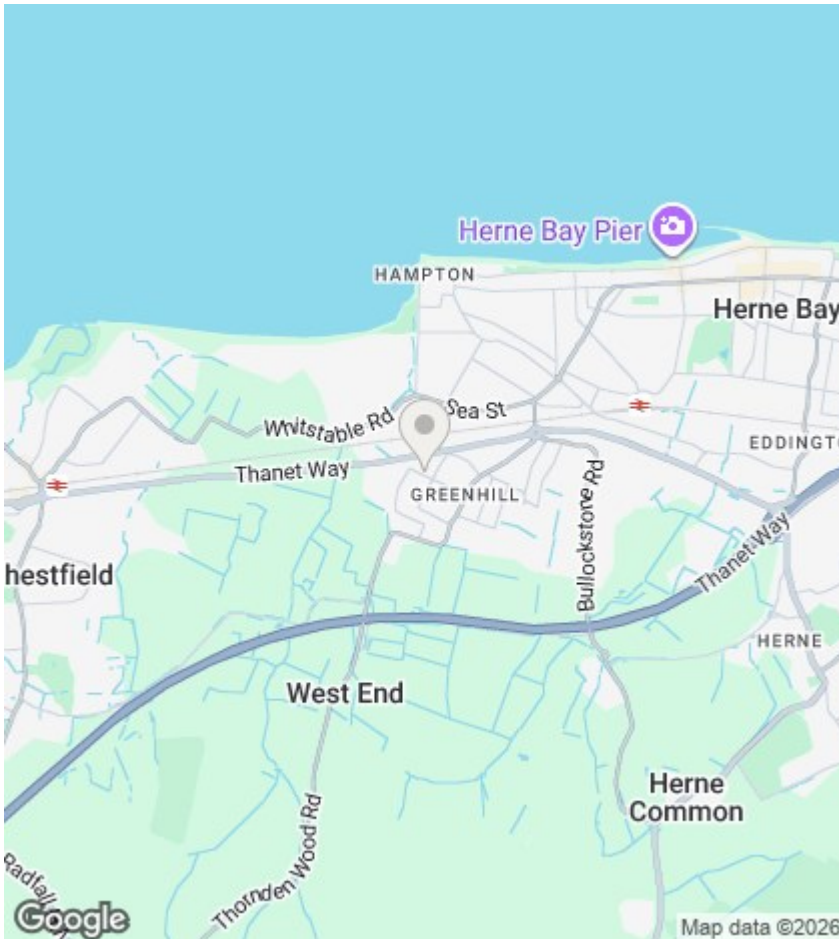 Herne Bay Pier
HAMPTON
Herne Bay
Whitstable Rd
Sea St
EDDINGTO
Thanet Way
GREENHILL
Bullockstone Rd
Thanet Way
hestfield
HERNE
West End
Herne
Common
Thornden Wood Rd
Radfall
Google
Map data ©2026